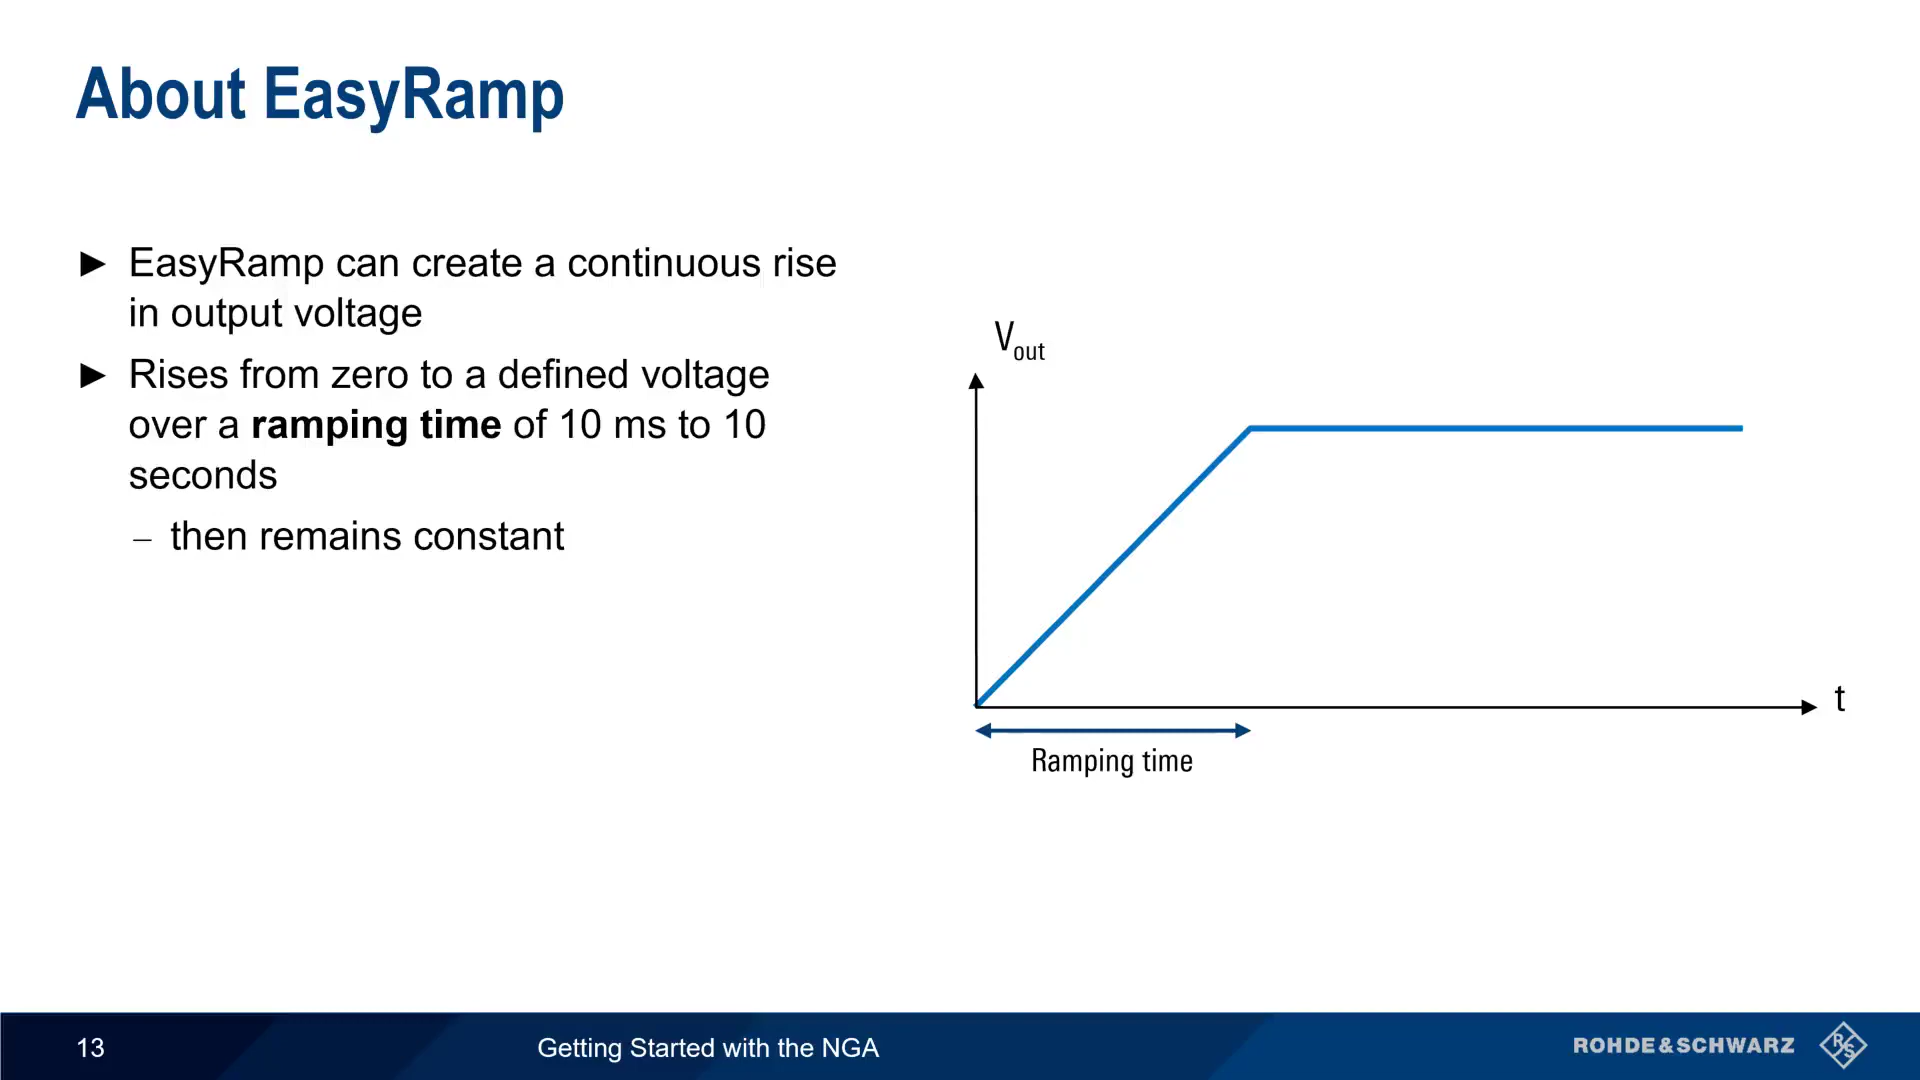 About EasyRamp
► EasyRamp can create a continuous rise
in output voltage
► Rises from zero to a defined voltage
over a ramping time of 10 ms to 10
seconds
– then remains constant
Vout
t
Ramping time
13
Getting Started with the NGA
ROHDE&SCHWARZ
R&S